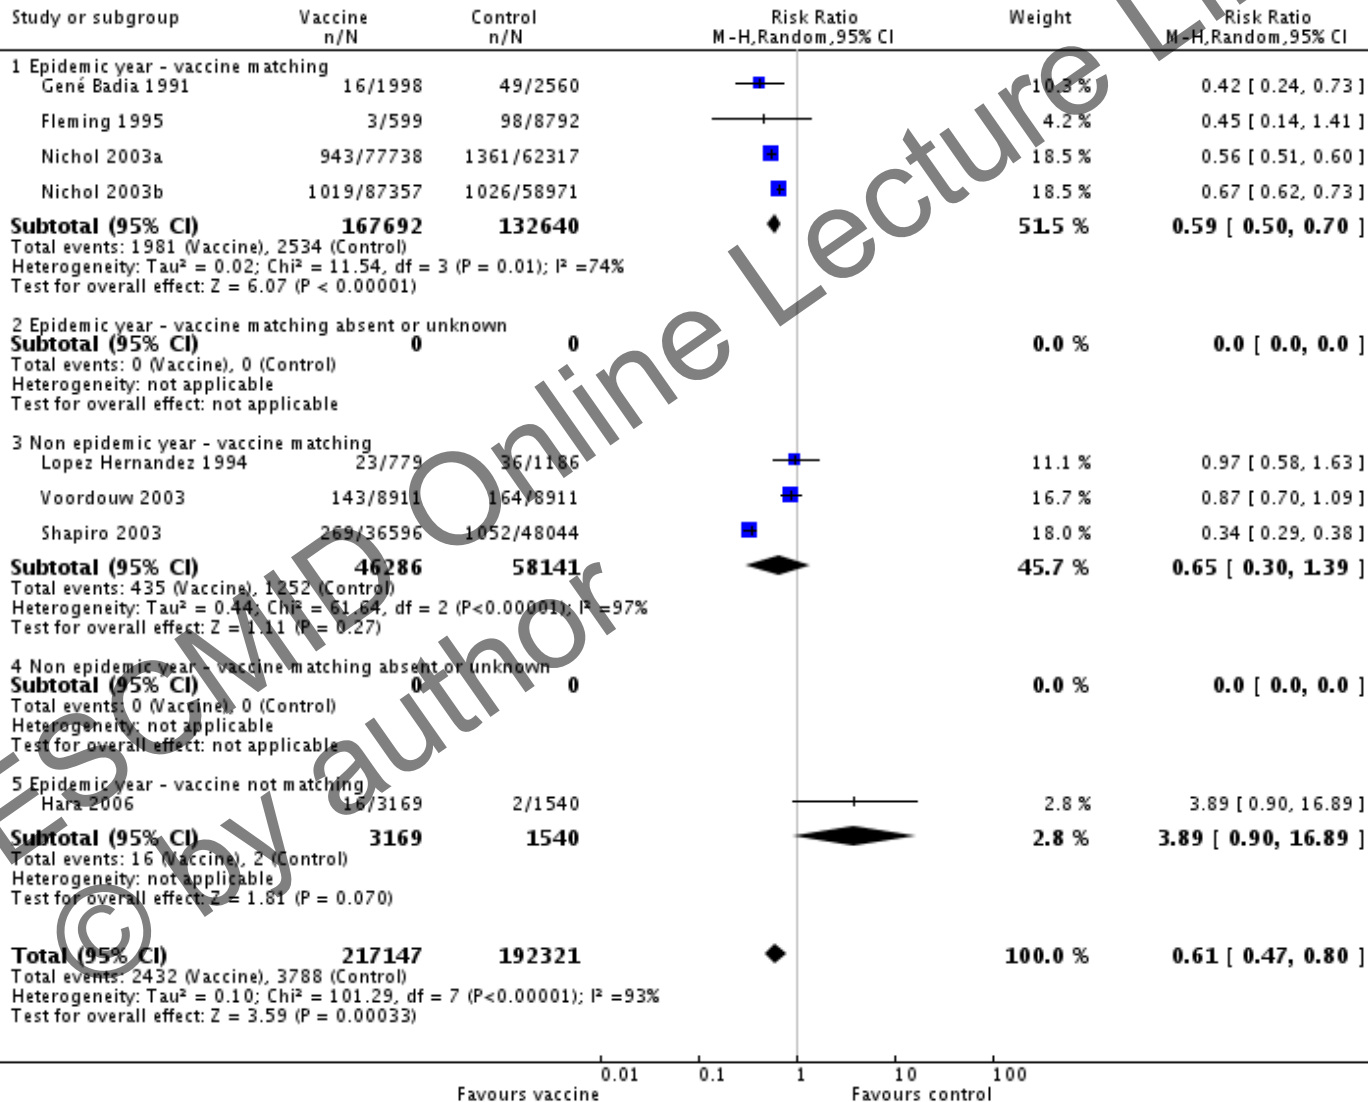 Study or subgroup Vaccine Control Risk Ratio Weight Risk Ratio
n/N n/N M-H,Random,95% CI M-H,Random,95% CI
1 Epidemic year - vaccine matching
Gené Badia 1991 16/1998 49/2560 10.3 % 0.42 [ 0.24, 0.73 ]
Fleming 1995 3/599 98/8792 4.2 % 0.45 [ 0.14, 1.41 ]
Nichol 2003a 943/77738 1361/62317 18.5 % 0.56 [ 0.51, 0.60 ]
Nichol 2003b 1019/87357 1026/58971 18.5 % 0.67 [ 0.62, 0.73 ]
Subtotal (95% CI) 167692 132640 51.5 % 0.59 [ 0.50, 0.70 ]
Total events: 1981 (Vaccine), 2534 (Control)
Heterogeneity: Tau² = 0.02; Chi² = 11.54, df = 3 (P = 0.01); I² =74%
Test for overall effect: Z = 6.07 (P < 0.00001)
2 Epidemic year - vaccine matching absent or unknown
Subtotal (95% CI) 0 0 0.0 % 0.0 [ 0.0, 0.0 ]
Total events: 0 (Vaccine), 0 (Control)
Heterogeneity: not applicable
Test for overall effect: not applicable
3 Non epidemic year - vaccine matching
Lopez Hernandez 1994 23/779 36/1186 11.1 % 0.97 [ 0.58, 1.63 ]
Voordouw 2003 143/8911 164/8911 16.7 % 0.87 [ 0.70, 1.09 ]
Shapiro 2003 269/36596 1052/48044 18.0 % 0.34 [ 0.29, 0.38 ]
Subtotal (95% CI) 46286 58141 45.7 % 0.65 [ 0.30, 1.39 ]
Total events: 435 (Vaccine), 1252 (Control)
Heterogeneity: Tau² = 0.44; Chi² = 61.64, df = 2 (P<0.00001); I² =97%
Test for overall effect: Z = 1.11 (P = 0.27)
4 Non epidemic year - vaccine matching absent or unknown
Subtotal (95% CI) 0 0 0.0 % 0.0 [ 0.0, 0.0 ]
Total events: 0 (Vaccine), 0 (Control)
Heterogeneity: not applicable
Test for overall effect: not applicable
5 Epidemic year - vaccine not matching
Hara 2006 16/3169 2/1540 2.8 % 3.89 [ 0.90, 16.89 ]
Subtotal (95% CI) 3169 1540 2.8 % 3.89 [ 0.90, 16.89 ]
Total events: 16 (Vaccine), 2 (Control)
Heterogeneity: not applicable
Test for overall effect: Z = 1.81 (P = 0.070)
Total (95% CI) 217147 192321 100.0 % 0.61 [ 0.47, 0.80 ]
Total events: 2432 (Vaccine), 3788 (Control)
Heterogeneity: Tau² = 0.10; Chi² = 101.29, df = 7 (P<0.00001); I² =93%
Test for overall effect: Z = 3.59 (P = 0.00033)
0.01 0.1 1 10 100
Favours vaccine Favours control
ESCMID Online Lecture
© by author